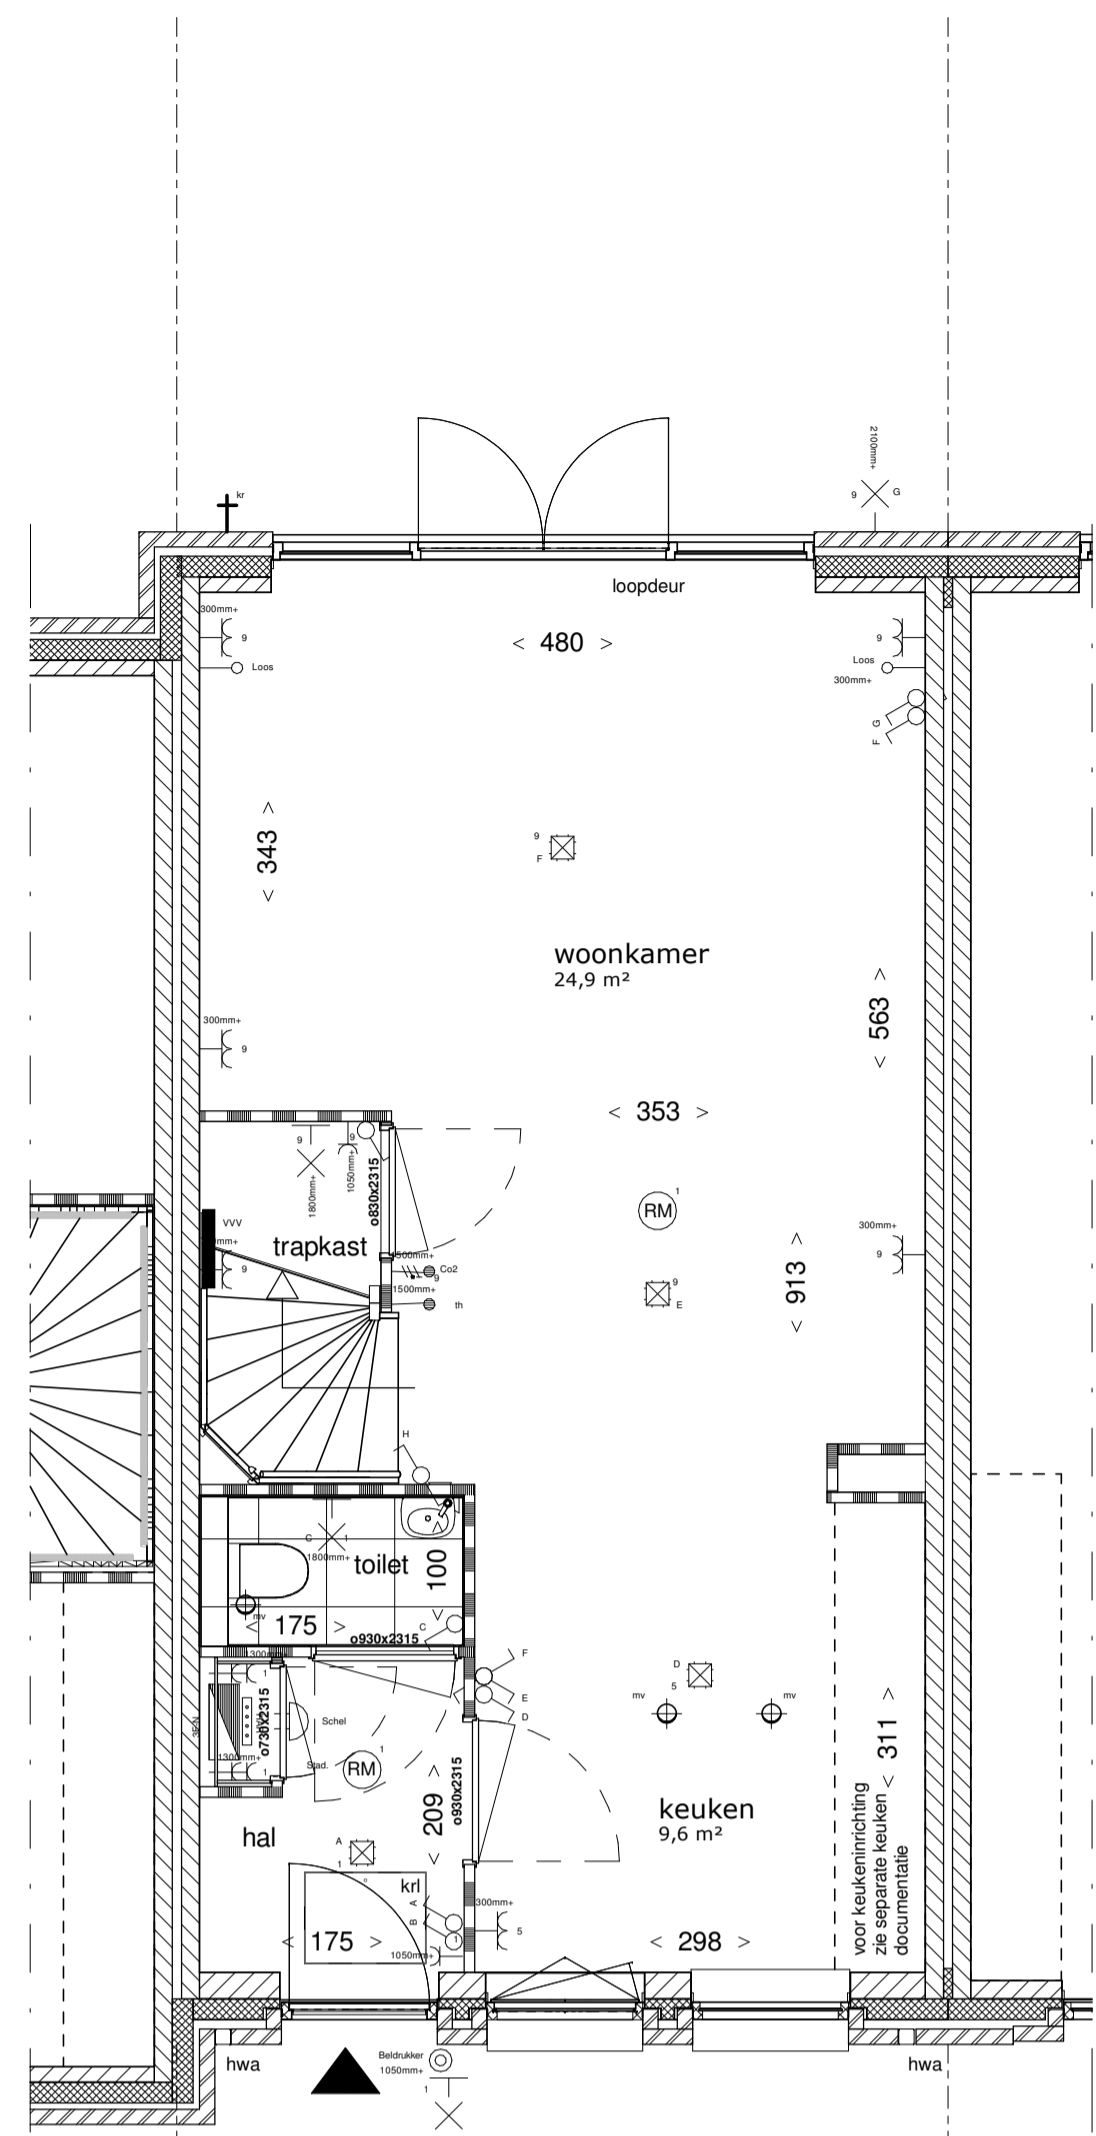 2100mm+
kr
9
G
loopdeur
300mm+
9
< 480 >
9
Loos
Loos
300mm+
G
F
< 343 >
9
F
woonkamer
24,9 m²
< 563 >
300mm+
9
< 353 >
9
9
1800mm+
1050mm+
o830x2315
RM
1
VVV
trapkast
300mm+
9
9
1500mm+
Co2
9
1500mm+
th
9
E
< 913 >
H
C
1
1800mm+
toilet
100
mv
< 175 >
C
o930x2315
1300mm+
1
F
E
D
D
5
mv
mv
o730x2315
Schel
1300mm+
1
Stad.
RM
1
< 209 >
o930x2315
keuken
9,6 m²
< 311 >
voor keukeninrichting
zie separate keuken
documentatie
hal
A
1
krl
A
B
1
300mm+
5
< 175 >
1050mm+
< 298 >
hwa
Beldrukker
1050mm+
1
hwa